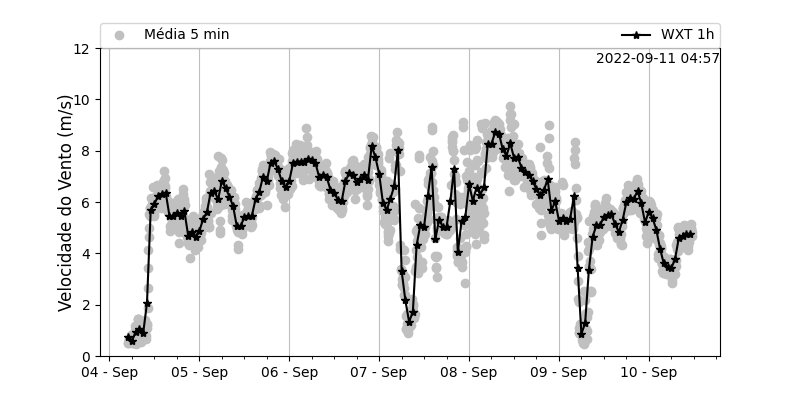 Média 5 min WXT 1h
2022-09-11 04:57
Velocidade do Vento (m/s)
12
10
8
6
4
2
0
04 - Sep 05 - Sep 06 - Sep 07 - Sep 08 - Sep 09 - Sep 10 - Sep